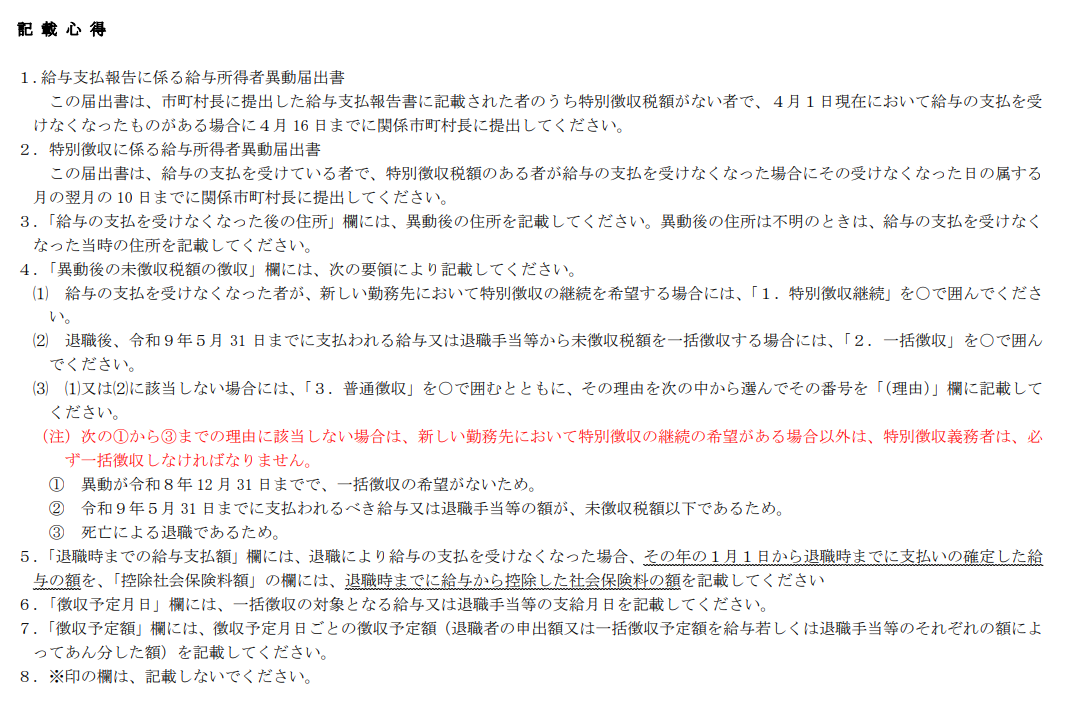 記 載 心 得
１. 給与支払報告に係る給与所得者異動届出書
この届出書は、市町村長に提出した給与支払報告書に記載された者のうち特別徴収税額がない者で、４月１日現在において給与の支払を受
けなくなったものがある場合に４月 16 日までに関係市町村長に提出してください。
２．特別徴収に係る給与所得者異動届出書
この届出書は、給与の支払を受けている者で、特別徴収税額のある者が給与の支払を受けなくなった場合にその受けなくなった日の属する
月の翌月の 10 日までに関係市町村長に提出してください。
３．「給与の支払を受けなくなった後の住所」欄には、異動後の住所を記載してください。異動後の住所は不明のときは、給与の支払を受けなく
なった当時の住所を記載してください。
４．「異動後の未徴収税額の徴収」欄には、次の要領により記載してください。
⑴　給与の支払を受けなくなった者が、新しい勤務先において特別徴収の継続を希望する場合には、「１．特別徴収継続」を○で囲んでくださ
い。
⑵　退職後、令和９年５月 31 日までに支払われる給与又は退職手当等から未徴収税額を一括徴収する場合には、「２．一括徴収」を○で囲ん
でください。
⑶　⑴又は⑵に該当しない場合には、「３．普通徴収」を○で囲むとともに、その理由を次の中から選んでその番号を「（理由）」欄に記載して
ください。
（注）次の①から③までの理由に該当しない場合は、新しい勤務先において特別徴収の継続の希望がある場合以外は、特別徴収義務者は、必
ず一括徴収しなければなりません。
①　異動が令和８年 12 月 31 日までで、一括徴収の希望がないため。
②　令和９年５月 31 日までに支払われるべき給与又は退職手当等の額が、未徴収税額以下であるため。
③　死亡による退職であるため。
５．「退職時までの給与支払額」欄には、退職により給与の支払を受けなくなった場合、その年の１月１日から退職時までに支払いの確定した給
与の額を、「控除社会保険料額」の欄には、退職時までに給与から控除した社会保険料の額を記載してください
６．「徴収予定月日」欄には、一括徴収の対象となる給与又は退職手当等の支給月日を記載してください。
７．「徴収予定額」欄には、徴収予定月日ごとの徴収予定額（退職者の申出額又は一括徴収予定額を給与若しくは退職手当等のそれぞれの額によ
ってあん分した額）を記載してください。
８．※印の欄は、記載しないでください。